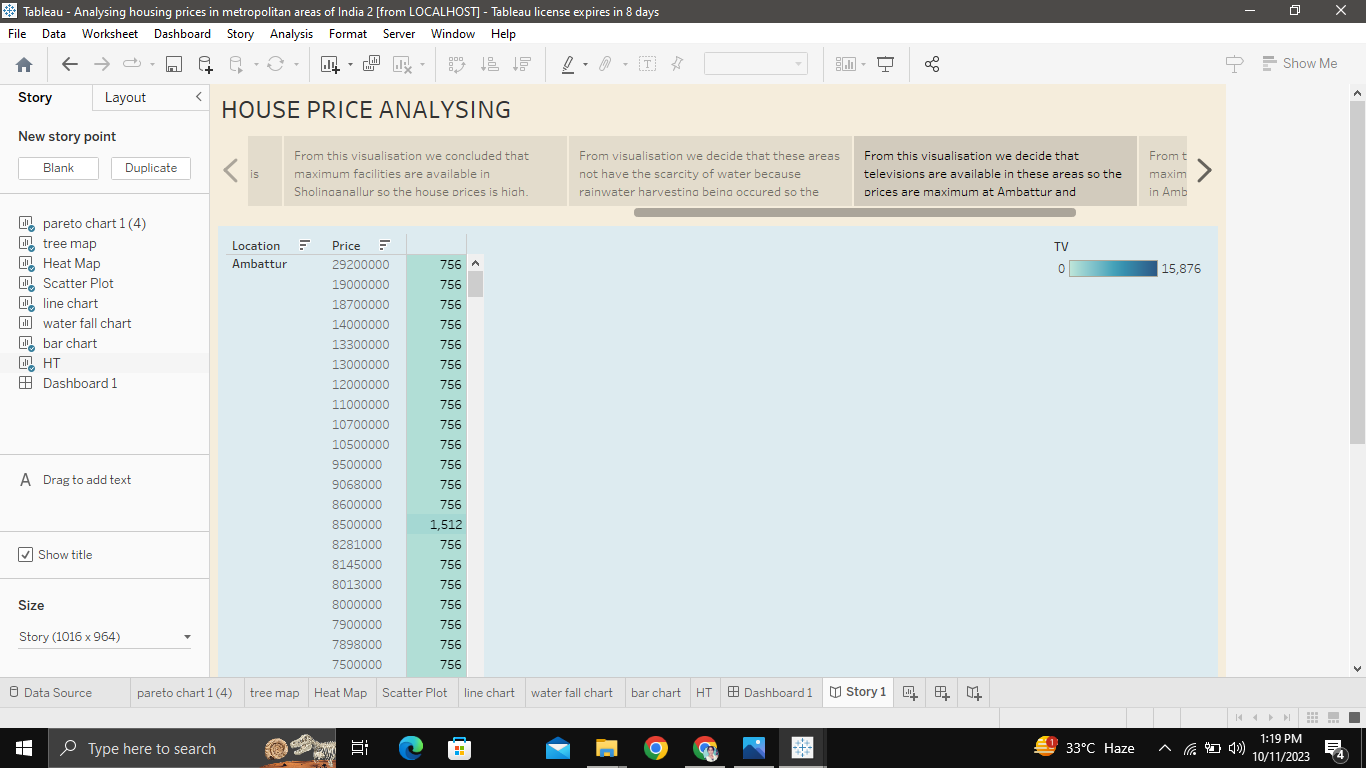 Tableau - Analysing housing prices in metropolitan areas of India 2 [from LOCALHOST] - Tableau license expires in 8 days
File Data Worksheet Dashboard Story Analysis Format Server Window Help
Show Me
Story Layout
New story point
Blank Duplicate
pareto chart 1 (4)
tree map
Heat Map
Scatter Plot
line chart
water fall chart
bar chart
HT
Dashboard 1
A Drag to add text
Show title
Size
Story (1016 x 964)
HOUSE PRICE ANALYSING
is
From this visualisation we concluded that
maximum facilities are available in
Sholinganallur so the house prices is high.
From visualisation we decide that these areas
not have the scarcity of water because
rainwater harvesting being occured so the
From this visualisation we decide that
televisions are available in these areas so the
prices are maximum at Ambattur and
From t
maxim
in Amb
Location Price
Ambattur 29200000 756
19000000 756
18700000 756
14000000 756
13300000 756
13000000 756
12000000 756
11000000 756
10700000 756
10500000 756
9500000 756
9068000 756
8600000 756
8500000 1,512
8281000 756
8145000 756
8013000 756
8000000 756
7900000 756
7898000 756
7500000 756
TV
0 15,876
Data Source pareto chart 1 (4) tree map Heat Map Scatter Plot line chart water fall chart bar chart HT Dashboard 1 Story 1
Type here to search
1
33°C Haze
1:19 PM
10/11/2023
4